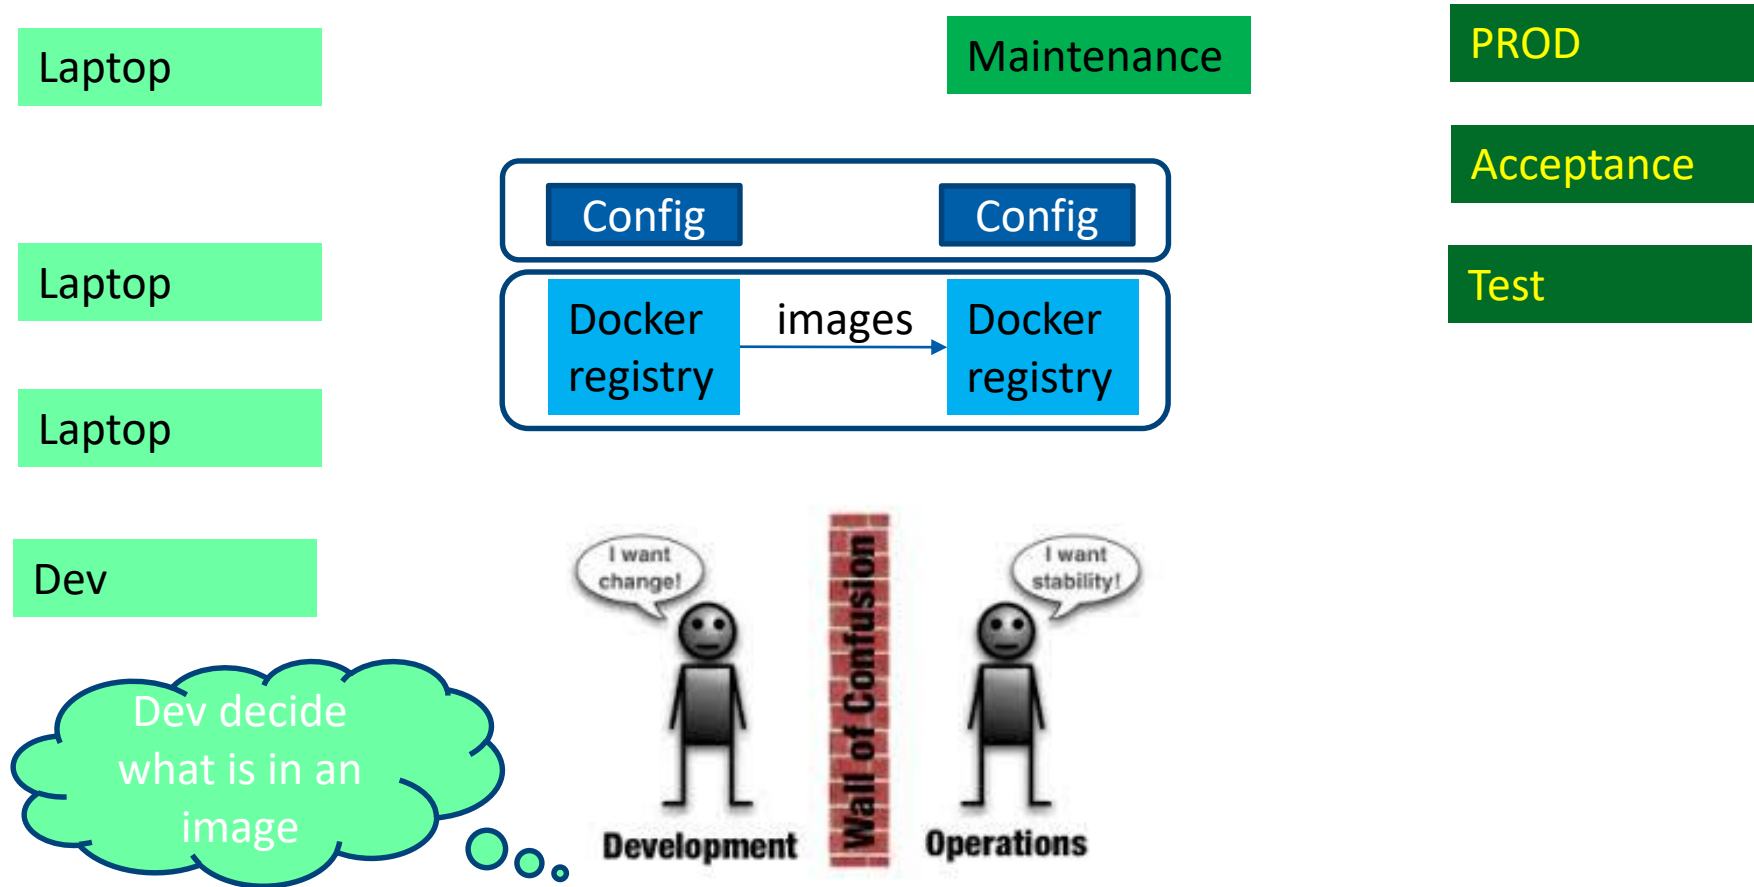 Laptop
Maintenance
PROD
Acceptance
Config
Config
Laptop
Test
Docker
registry
images
Docker
registry
Laptop
Dev
I want
change!
Wall of Confusion
I want
stability!
Dev decide
what is in an
image
Development
Operations